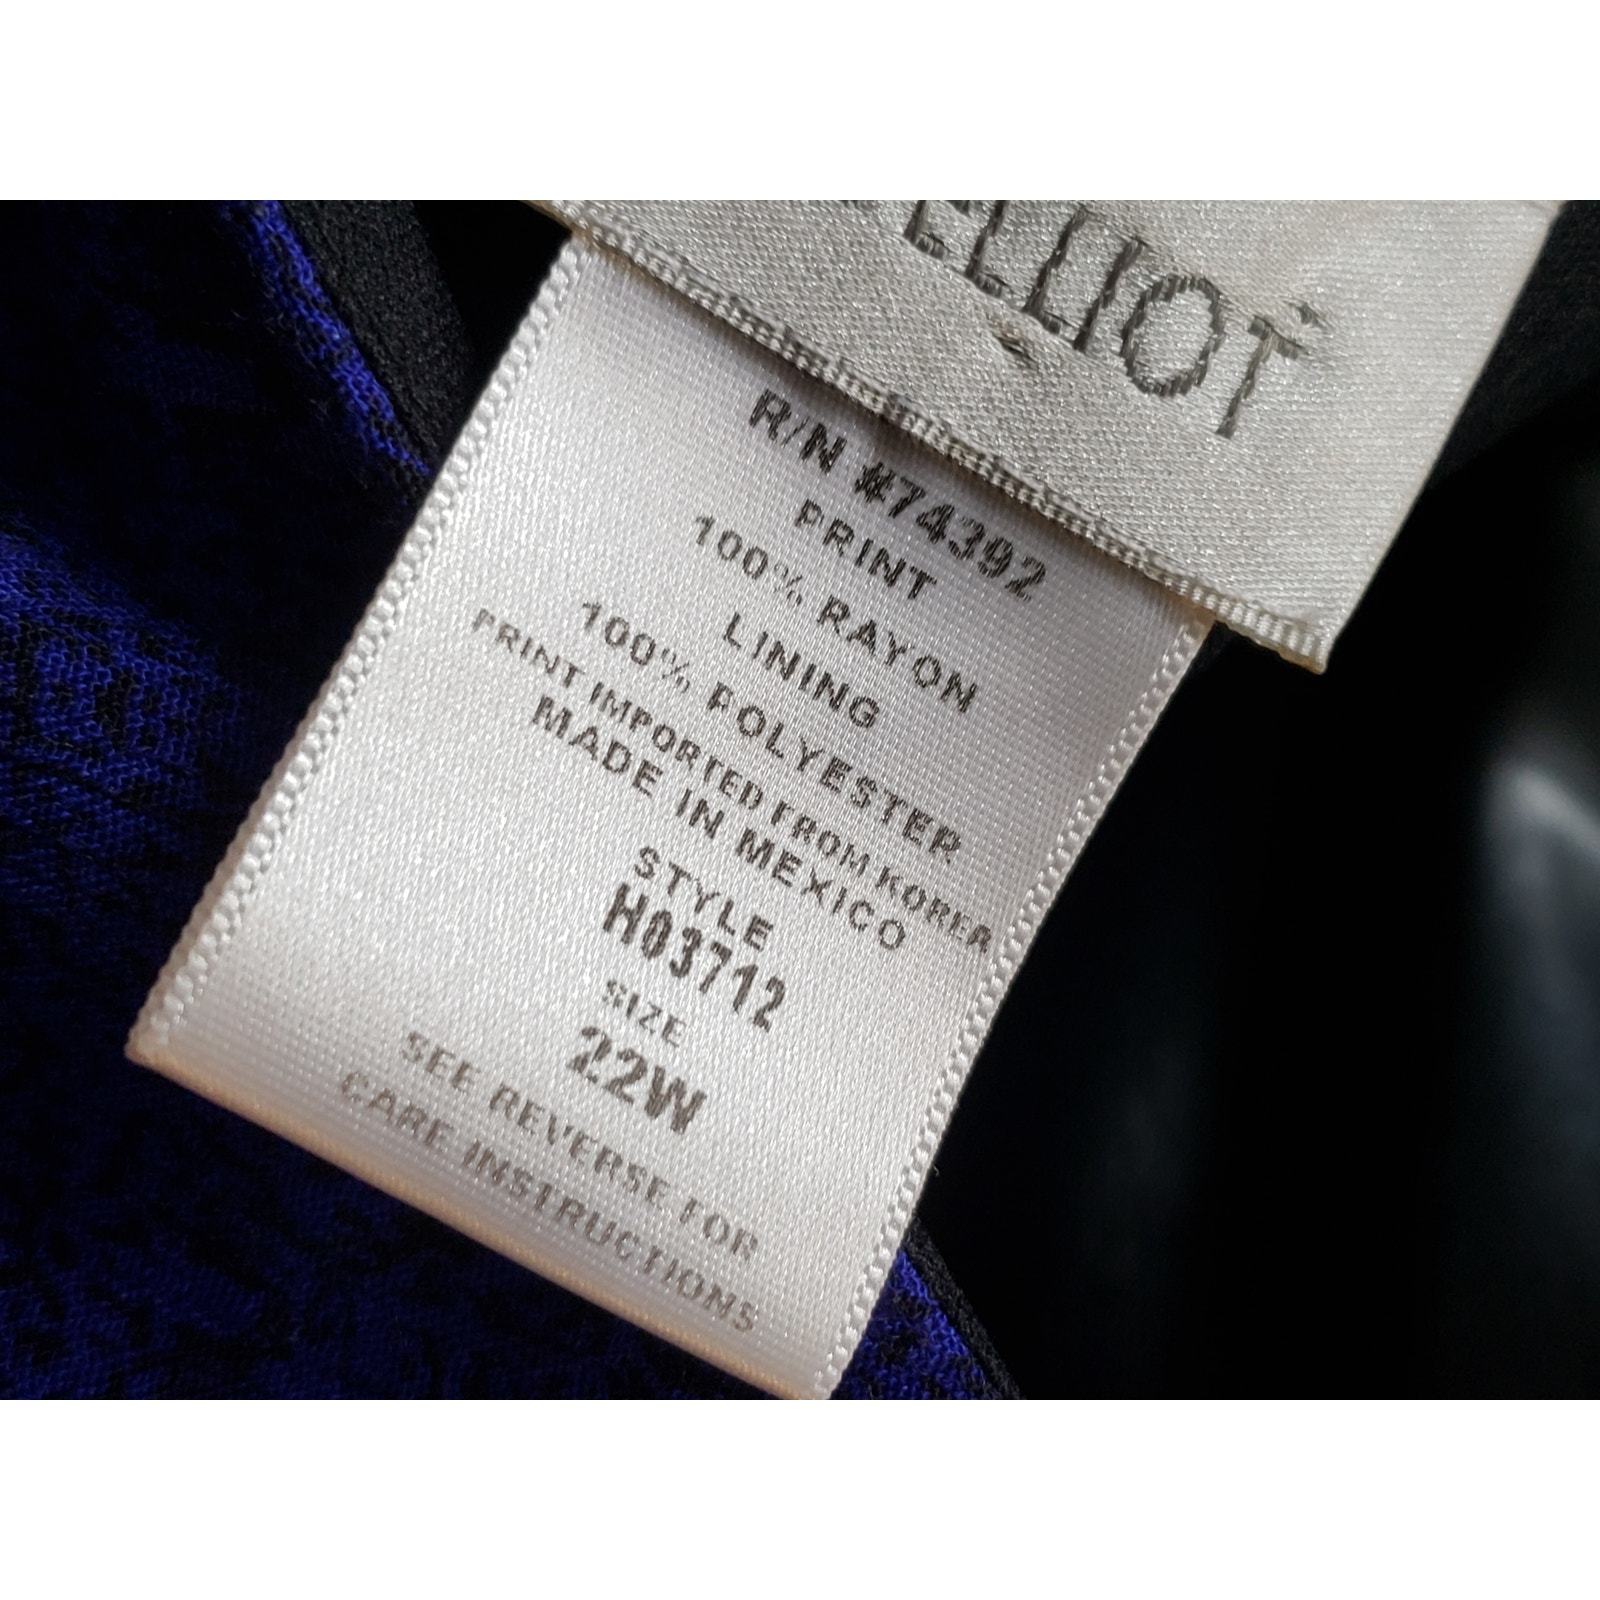 ELLIOT
R/N #74392
PRINT
100% RAYON
LINING
100% POLYESTER
PRINT IMPORTED FROM KOREA
MADE IN MEXICO
STYLE
H03712
SIZE
22W
SEE REVERSE FOR
CARE INSTRUCTIONS